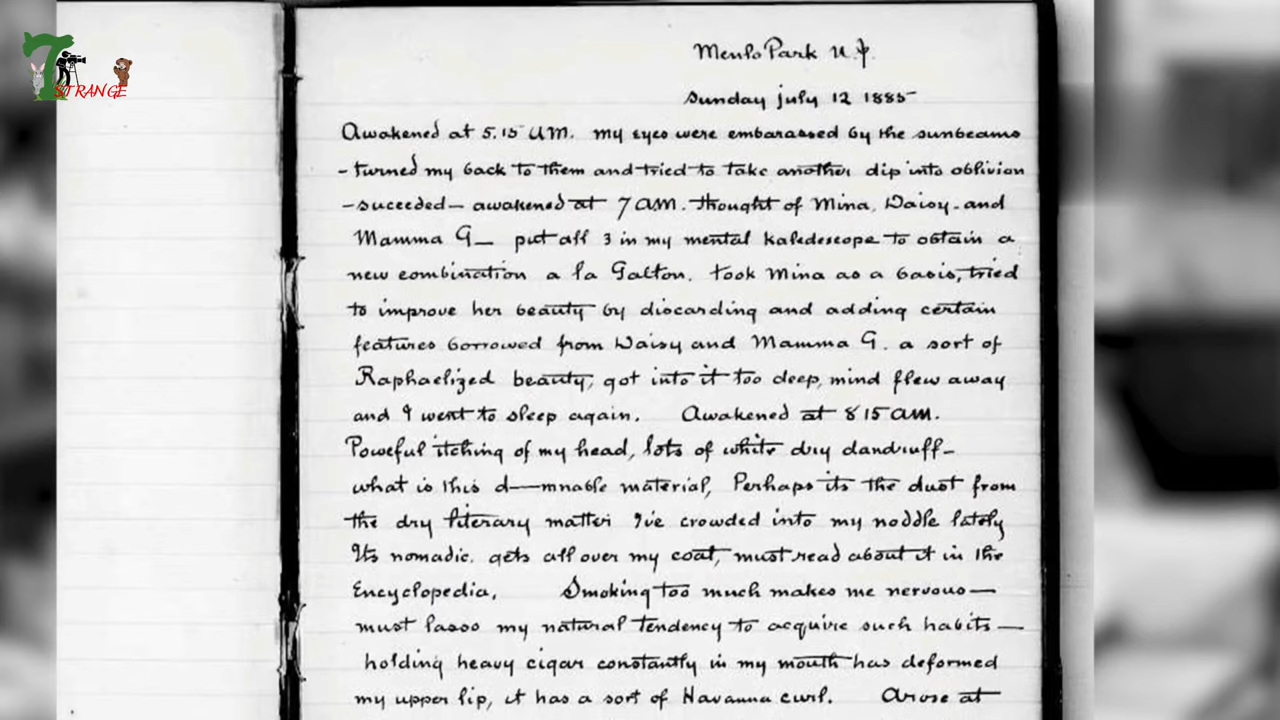 7
STRANGE
Menlo Park N.J.
Sunday july 12 1885
Awakened at 5.15 AM. my eyes were embarassed by the sunbeams
- turned my back to them and tried to take another dip into oblivion
- succeeded - awakened at 7 AM. thought of Mina, Daisy, and
Mamma G_ put all 3 in my mental kaledescope to obtain a
new combination a la Galton. took Mina as a basis, tried
to improve her beauty by discarding and adding certain
features borrowed from Daisy and Mamma G. a sort of
Raphaelized beauty, got into it too deep, mind flew away
and I went to sleep again. Awakened at 8 15 am.
Poweful itching of my head, lots of white dry dandruff-
what is this d—mnable material, Perhaps its the dust from
the dry literary matter I've crowded into my noddle lately
Its nomadic. gets all over my coat, must read about it in the
Encyclopedia. Smoking too much makes me nervous—
must lasso my natural tendency to acquire such habits—
holding heavy cigar constantly in my mouth has deformed
my upper lip, it has a sort of Havanna curl. Arose at